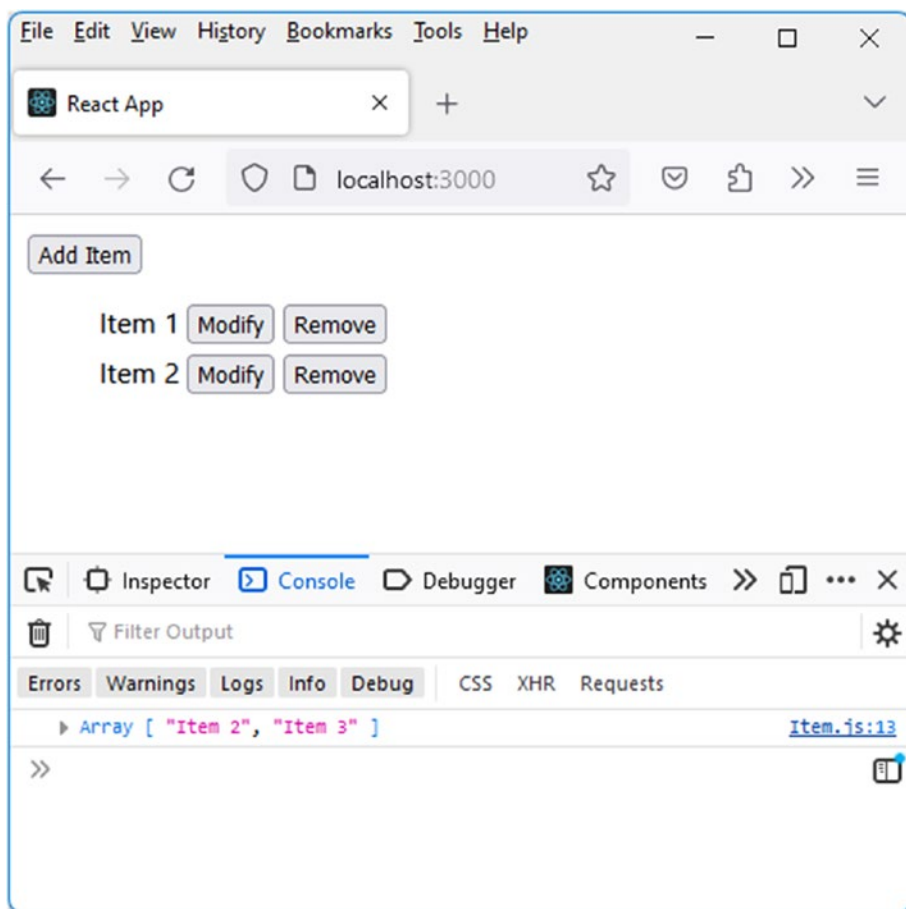 File Edit View History Bookmarks Tools Help
React App
localhost:3000
Add Item
Item 1 Modify Remove
Item 2 Modify Remove
Inspector Console Debugger Components
Filter Output
Errors Warnings Logs Info Debug CSS XHR Requests
Array [ "Item 2", "Item 3" ] Item.js:13